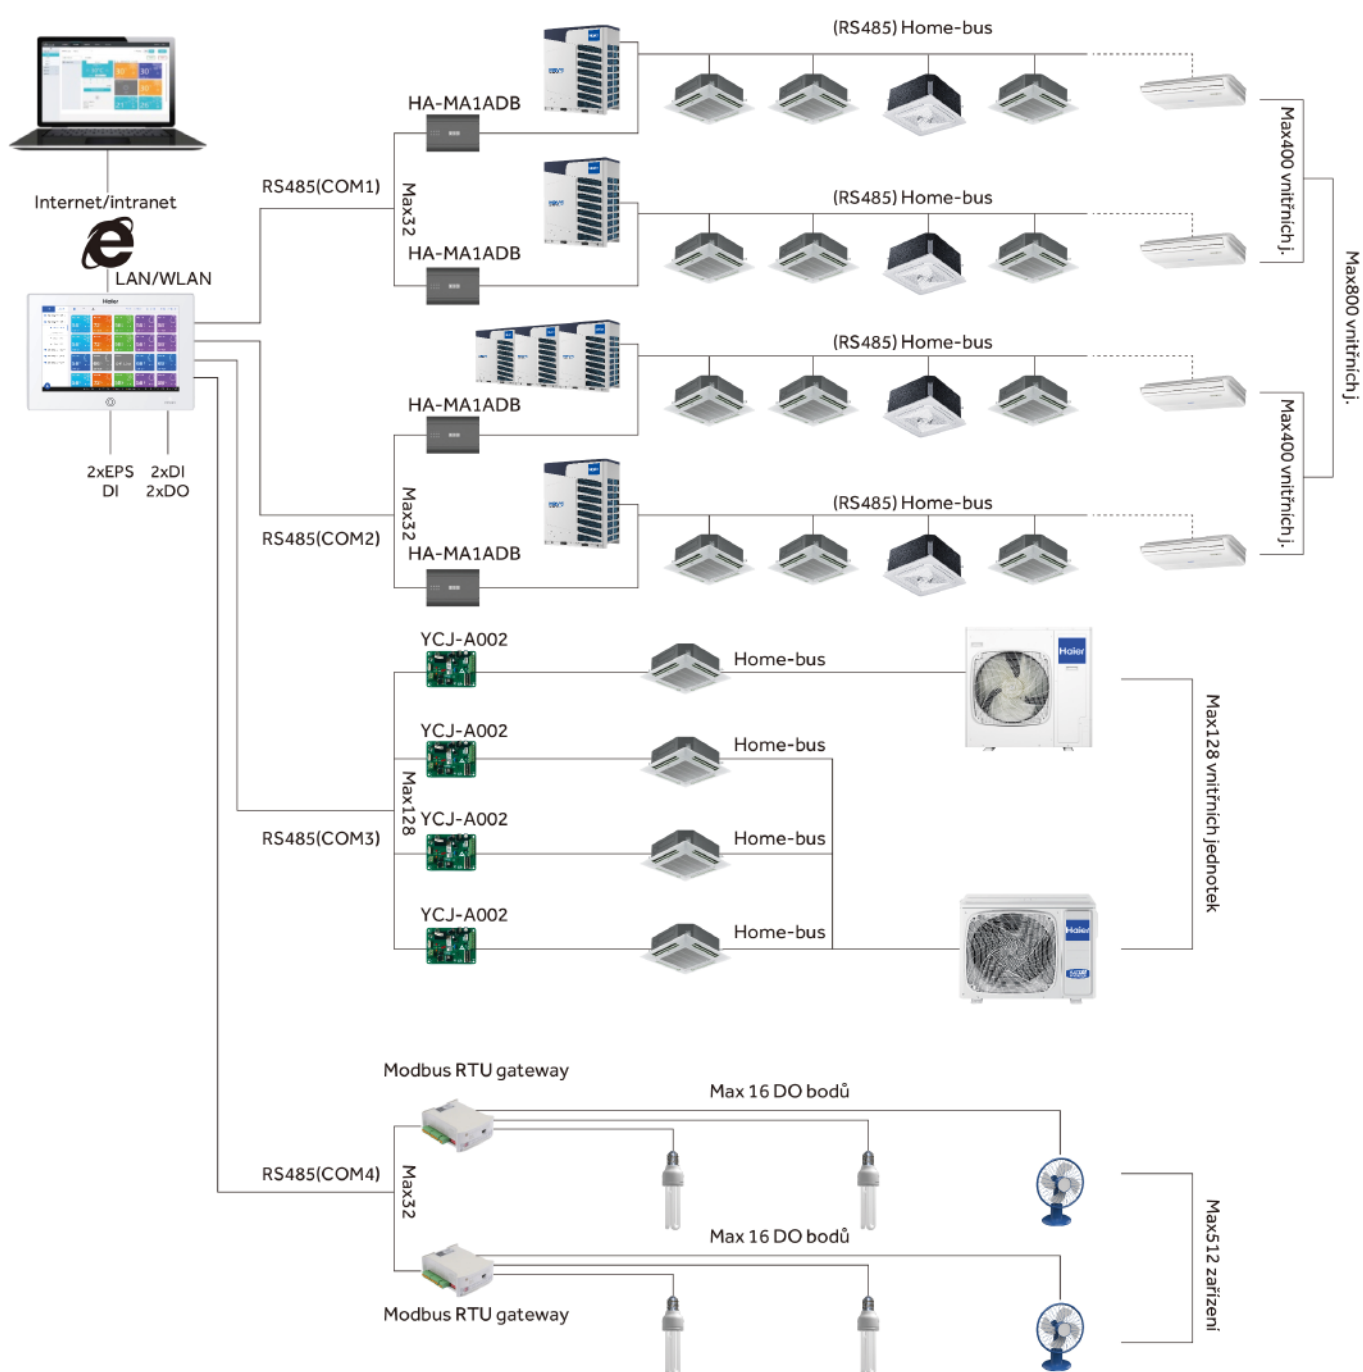 (RS485) Home-bus
HA-MA1ADB
RS485(COM1)
Max32
Max400 vnitřních j.
Internet/intranet
(RS485) Home-bus
HA-MA1ADB
LAN/WLAN
Haier
Max800 vnitřních j.
(RS485) Home-bus
HA-MA1ADB
2xEPS
DI
2xDI
2xDO
RS485(COM2)
Max32
Max400 vnitřních j.
(RS485) Home-bus
HA-MA1ADB
YCJ-A002
Home-bus
Haier
YCJ-A002
Home-bus
Max128
Max128 vnitřních jednotek
RS485(COM3)
YCJ-A002
Home-bus
YCJ-A002
Home-bus
Haier
Modbus RTU gateway
Max 16 DO bodů
RS485(COM4)
Max32
Max 16 DO bodů
Max512 zařízení
Modbus RTU gateway